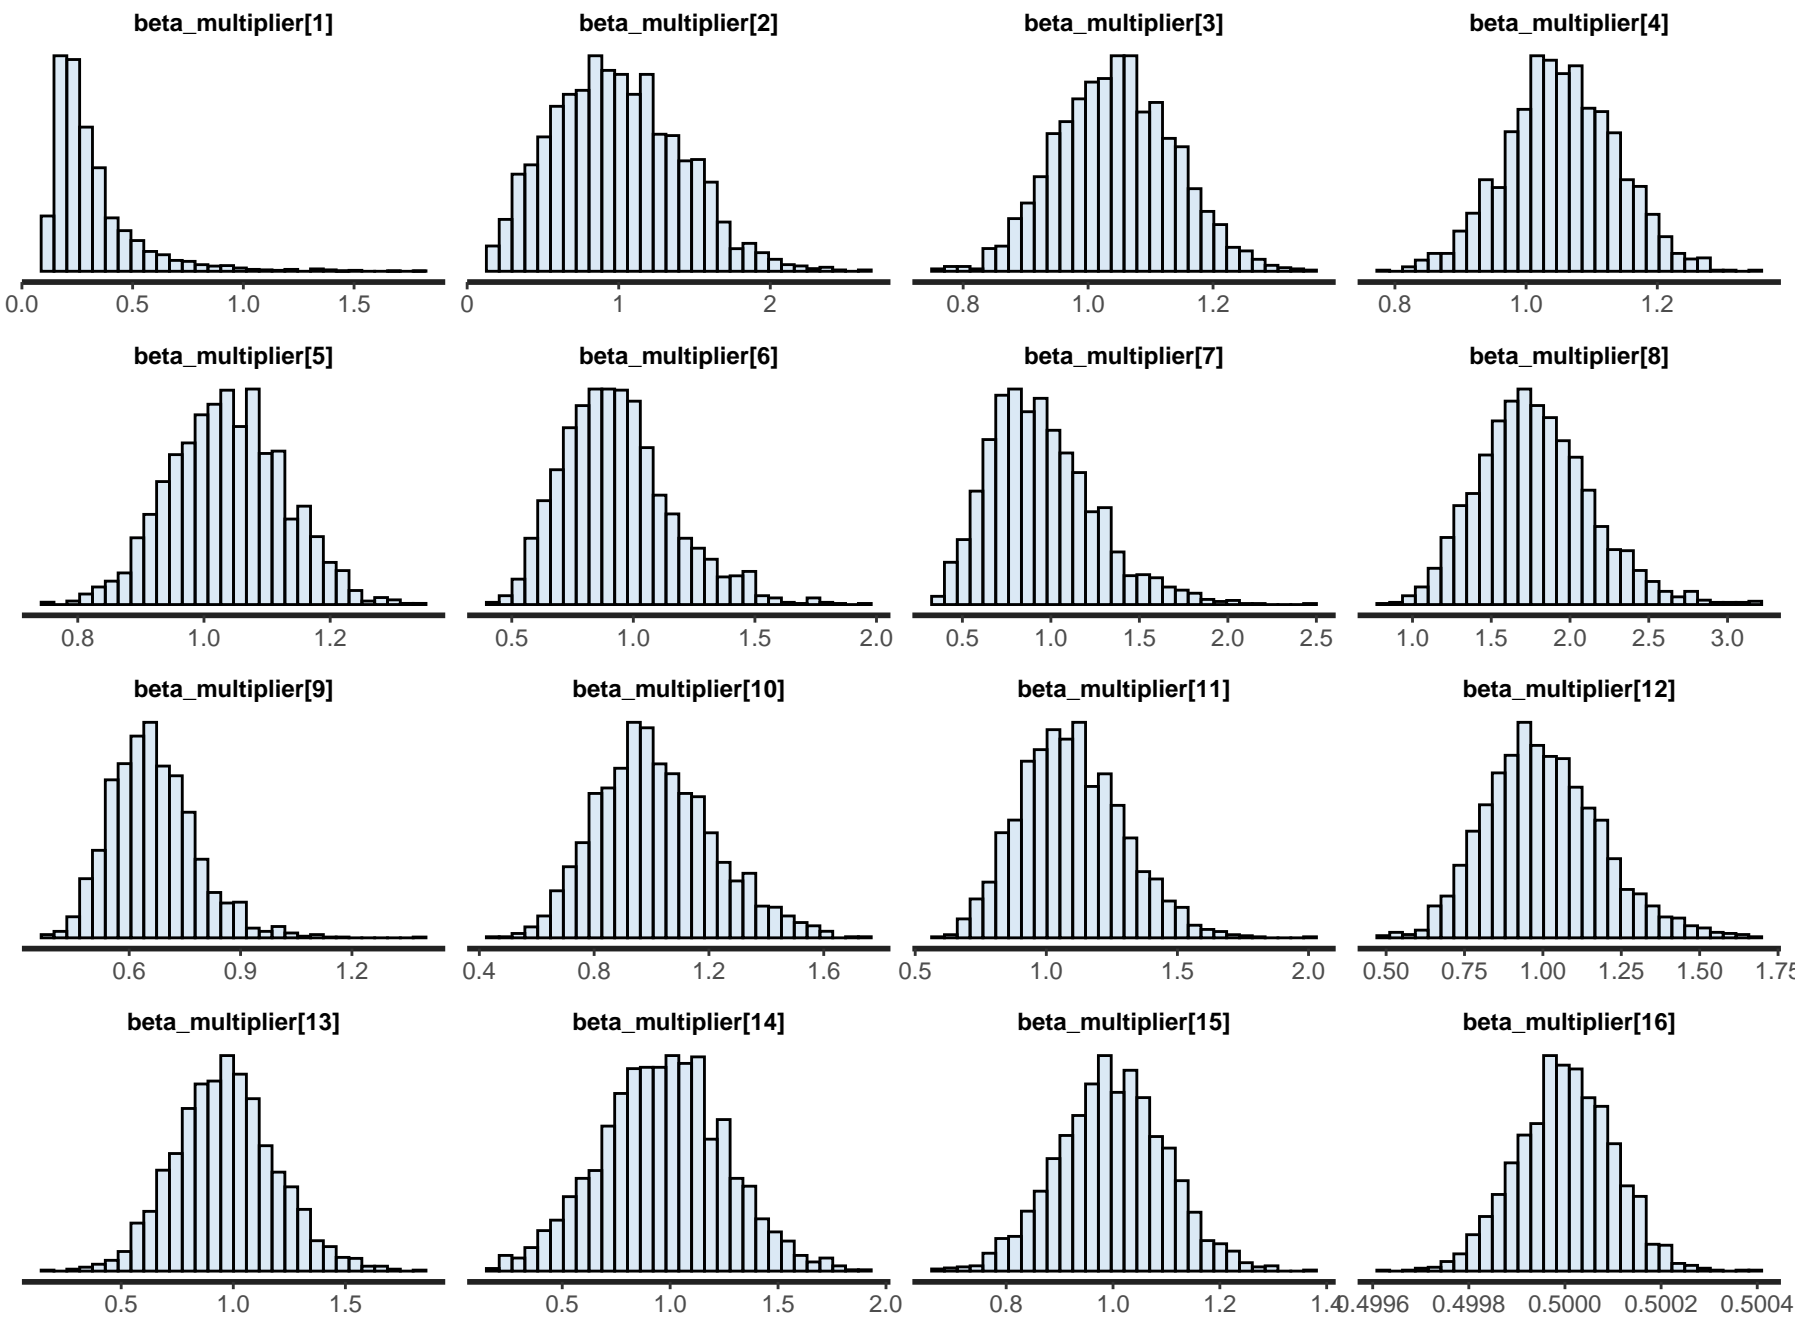 beta_multiplier[1] beta_multiplier[2] beta_multiplier[3] beta_multiplier[4]
0.0 0.5 1.0 1.5 0 1 2 0.8 1.0 1.2 0.8 1.0 1.2
beta_multiplier[5] beta_multiplier[6] beta_multiplier[7] beta_multiplier[8]
0.8 1.0 1.2 0.5 1.0 1.5 2.0 0.5 1.0 1.5 2.0 2.5 1.0 1.5 2.0 2.5 3.0
beta_multiplier[9] beta_multiplier[10] beta_multiplier[11] beta_multiplier[12]
0.6 0.9 1.2 0.4 0.8 1.2 1.6 0.5 1.0 1.5 2.0 0.50 0.75 1.00 1.25 1.50 1.75
beta_multiplier[13] beta_multiplier[14] beta_multiplier[15] beta_multiplier[16]
0.5 1.0 1.5 0.5 1.0 1.5 2.0 0.8 1.0 1.2 1.4 0.4996 0.4998 0.5000 0.5002 0.5004